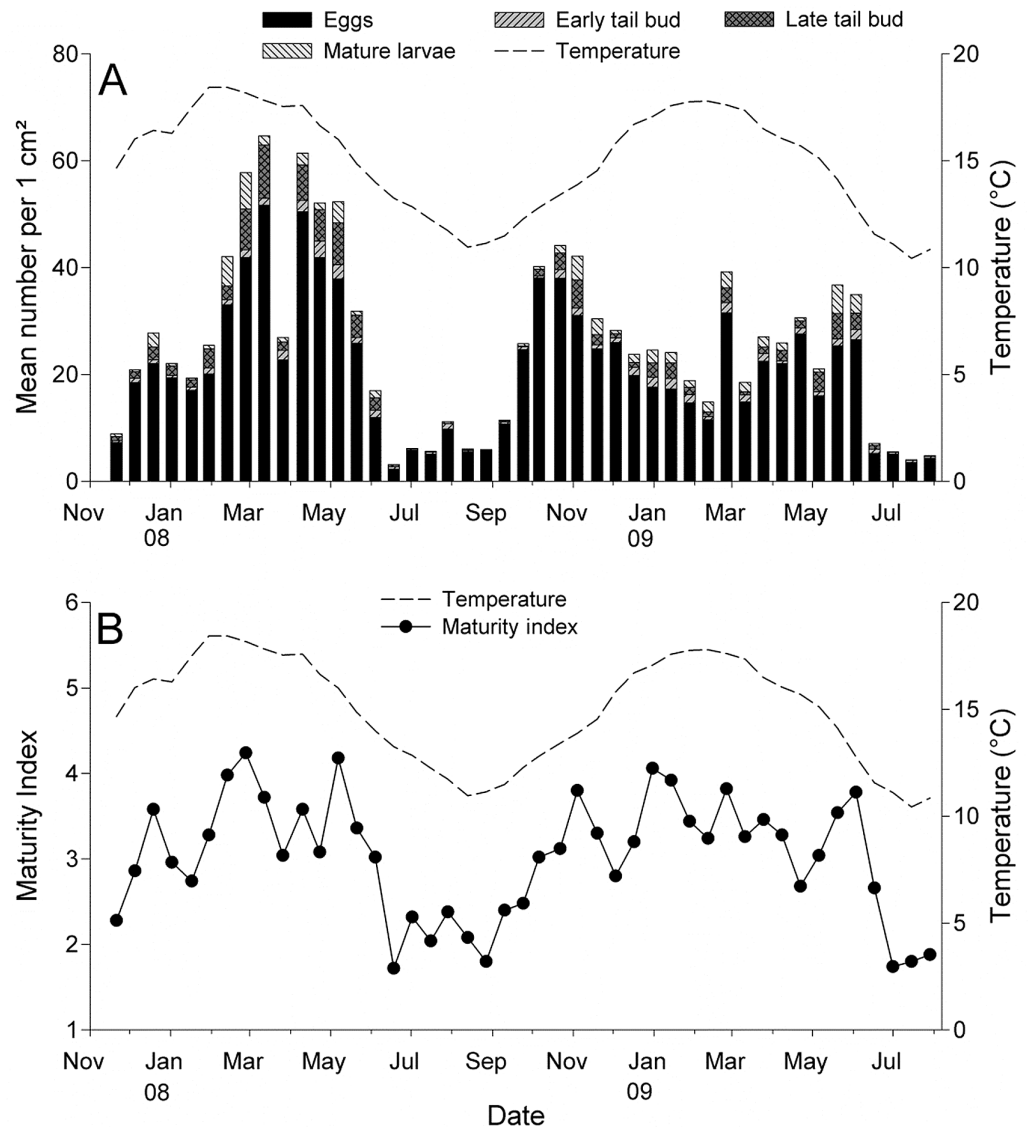 Eggs Early tail bud Late tail bud
Mature larvae Temperature
A
80
60
40
20
0
Mean number per 1 cm²
20
15
10
5
0
Temperature (°C)
Nov Jan Mar May Jul Sep Nov Jan Mar May Jul
08 09
Temperature
Maturity index
B
6
5
4
3
2
1
Maturity Index
20
15
10
5
0
Temperature (°C)
Nov Jan Mar May Jul Sep Nov Jan Mar May Jul
08 09
Date